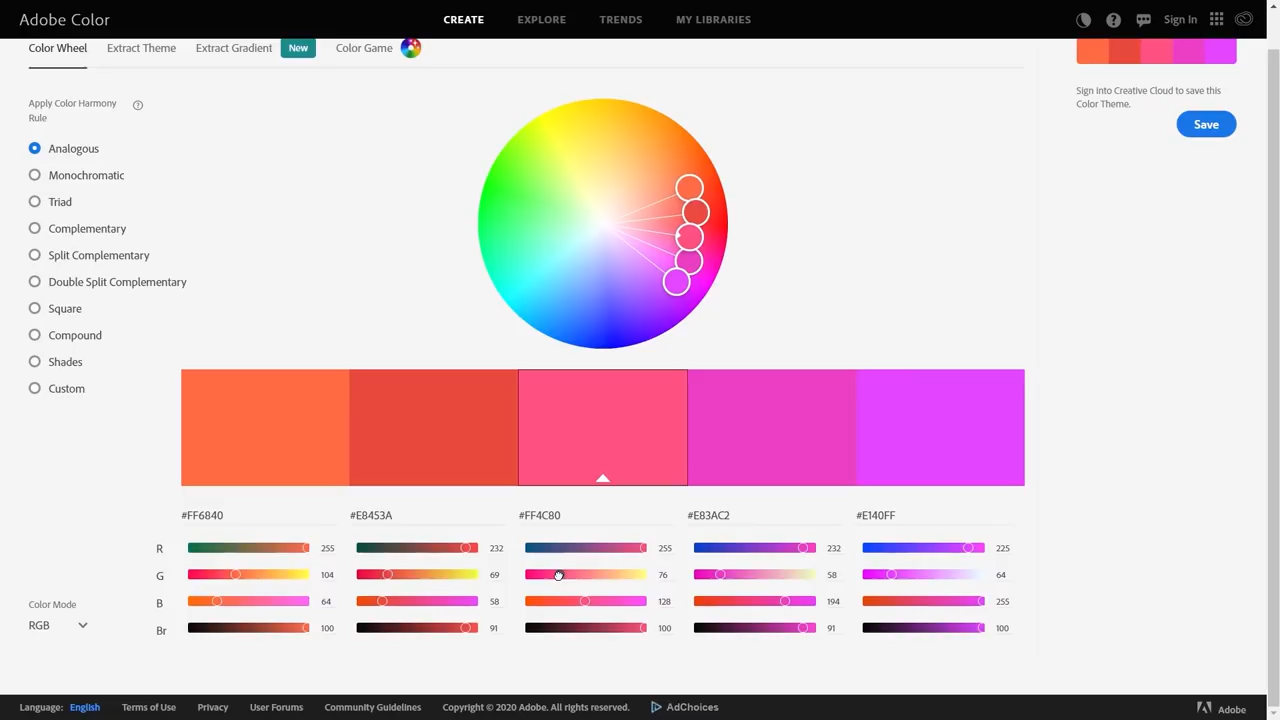 Adobe Color
CREATE EXPLORE TRENDS MY LIBRARIES
Sign In
Color Wheel Extract Theme Extract Gradient New Color Game
Apply Color Harmony
Rule
Analogous
Monochromatic
Triad
Complementary
Split Complementary
Double Split Complementary
Square
Compound
Shades
Custom
Sign into Creative Cloud to save this
Color Theme.
Save
#FF6840 #E8453A #FF4C80 #E83AC2 #E140FF
R 255 232 255 232 225
G 104 69 76 58 64
B 64 58 128 194 255
Br 100 91 100 91 100
Color Mode
RGB
Language: English Terms of Use Privacy User Forums Community Guidelines Copyright © 2020 Adobe. All rights reserved. AdChoices Adobe